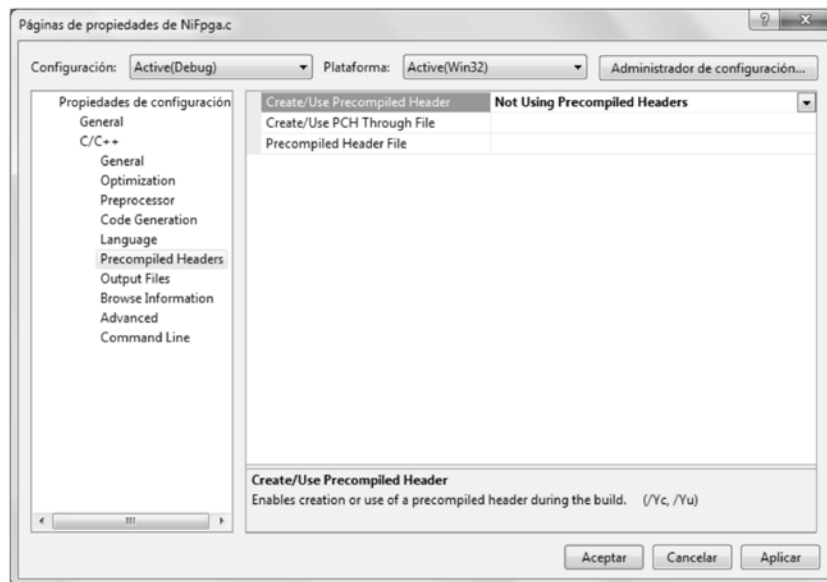 Páginas de propiedades de NiFpga.c
Configuración: Active(Debug) Plataforma: Active(Win32) Administrador de configuración...
Propiedades de configuración
General
C/C++
General
Optimization
Preprocessor
Code Generation
Language
Precompiled Headers
Output Files
Browse Information
Advanced
Command Line
Create/Use Precompiled Header Not Using Precompiled Headers
Create/Use PCH Through File
Precompiled Header File
Create/Use Precompiled Header
Enables creation or use of a precompiled header during the build. (/Yc, /Yu)
Aceptar Cancelar Aplicar